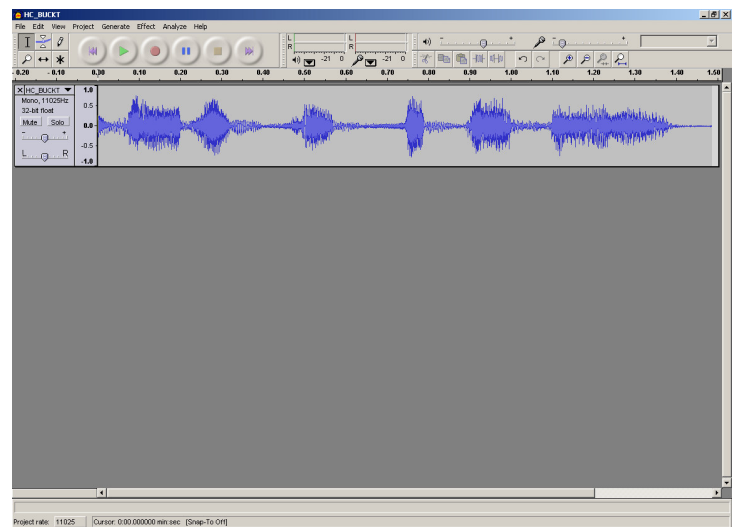 HC_BUCKT
File Edit View Project Generate Effect Analyze Help
L
R
L
R
-21 0
-21 0
- +
- +
- 0.20 - 0.10 0.00 0.10 0.20 0.30 0.40 0.50 0.60 0.70 0.80 0.90 1.00 1.10 1.20 1.30 1.40 1.50
HC_BUCKT
Mono, 11025Hz
32-bit float
Mute Solo
- +
L R
1.0
0.5
0.0
-0.5
-1.0
Project rate: 11025 Cursor: 0:00.000000 min:sec [Snap-To Off]